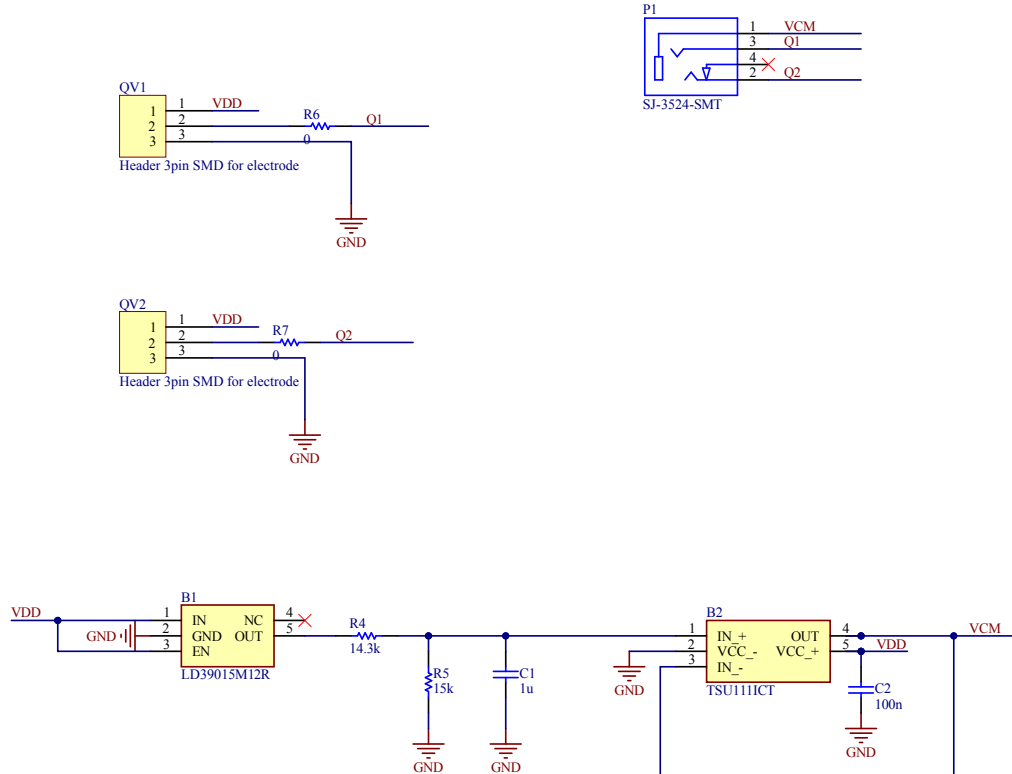 P1
1 VCM
3 Q1
4
2 Q2
SJ-3524-SMT
QV1
1 1 VDD
2 2 R6 Q1
3 3 0
Header 3pin SMD for electrode
GND
QV2
1 1 VDD
2 2 R7 Q2
3 3 0
Header 3pin SMD for electrode
GND
B1
VDD 1 IN NC 4
GND 2 GND OUT 5
3 EN
LD39015M12R
R4
14.3k
R5
15k
GND
C1
1u
GND
B2
1 IN_+ OUT 4 VCM
2 VCC_- VCC_+ 5 VDD
3 IN_-
TSU111ICT
GND
C2
100n
GND